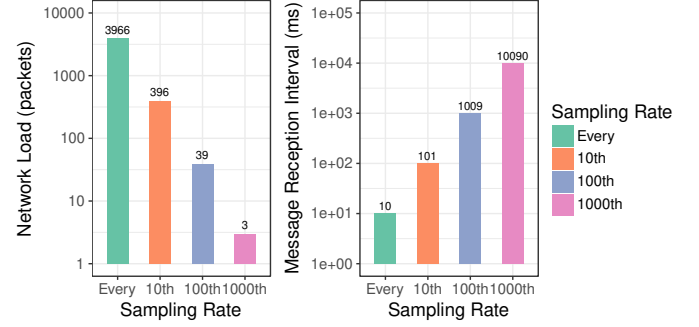 Network Load (packets)
10000
1000
100
10
1
3966
396
39
3
Every 10th 100th 1000th
Sampling Rate
Message Reception Interval (ms)
1e+05
1e+04
1e+03
1e+02
1e+01
1e+00
10
101
1009
10090
Every 10th 100th 1000th
Sampling Rate
Sampling Rate
Every
10th
100th
1000th